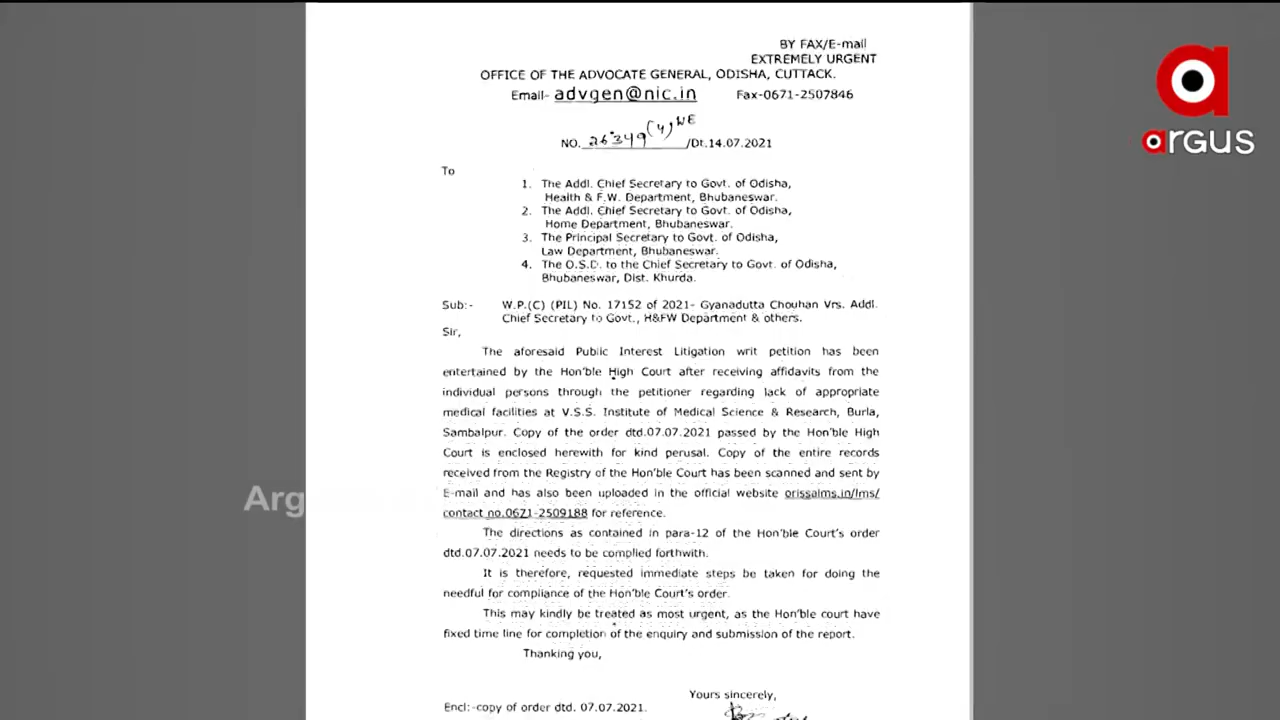 BY FAX/E-mail
EXTREMELY URGENT
OFFICE OF THE ADVOCATE GENERAL, ODISHA, CUTTACK.
Email- advgen@nic.in Fax-0671-2507846
NO. 26349(4)WE /Dt.14.07.2021
To
1. The Addl. Chief Secretary to Govt. of Odisha,
Health & F.W. Department, Bhubaneswar.
2. The Addl. Chief Secretary to Govt. of Odisha,
Home Department, Bhubaneswar.
3. The Principal Secretary to Govt. of Odisha,
Law Department, Bhubaneswar.
4. The O.S.D. to the Chief Secretary to Govt. of Odisha,
Bhubaneswar, Dist. Khurda.
Sub:- W.P.(C) (PIL) No. 17152 of 2021- Gyanadutta Chouhan Vrs. Addl.
Chief Secretary to Govt., H&FW Department & others.
Sir,
The aforesaid Public Interest Litigation writ petition has been
entertained by the Hon'ble High Court after receiving affidavits from the
individual persons through the petitioner regarding lack of appropriate
medical facilities at V.S.S. Institute of Medical Science & Research, Burla,
Sambalpur. Copy of the order dtd.07.07.2021 passed by the Hon'ble High
Court is enclosed herewith for kind perusal. Copy of the entire records
received from the Registry of the Hon'ble Court has been scanned and sent by
E-mail and has also been uploaded in the official website orissalms.in/lms/
contact no.0671-2509188 for reference.
The directions as contained in para-12 of the Hon'ble Court's order
dtd.07.07.2021 needs to be complied forthwith.
It is therefore, requested immediate steps be taken for doing the
needful for compliance of the Hon'ble Court's order.
This may kindly be treated as most urgent, as the Hon'ble court have
fixed time line for completion of the enquiry and submission of the report.
Thanking you,
Yours sincerely,
Encl:-copy of order dtd. 07.07.2021.
argus
Arg